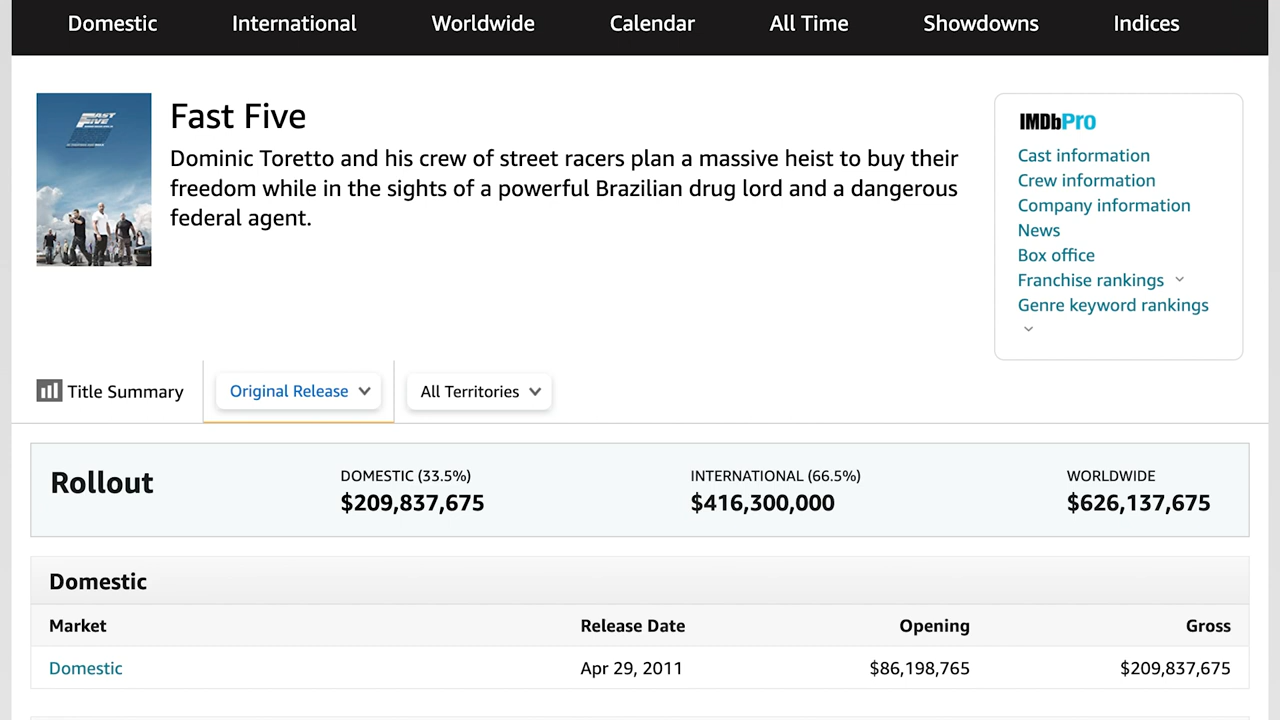 Domestic International Worldwide Calendar All Time Showdowns Indices
FAST
FIVE
Fast Five
Dominic Toretto and his crew of street racers plan a massive heist to buy their
freedom while in the sights of a powerful Brazilian drug lord and a dangerous
federal agent.
IMDbPro
Cast information
Crew information
Company information
News
Box office
Franchise rankings
Genre keyword rankings
Title Summary Original Release All Territories
Rollout
DOMESTIC (33.5%) INTERNATIONAL (66.5%) WORLDWIDE
$209,837,675 $416,300,000 $626,137,675
Domestic
Market Release Date Opening Gross
Domestic Apr 29, 2011 $86,198,765 $209,837,675